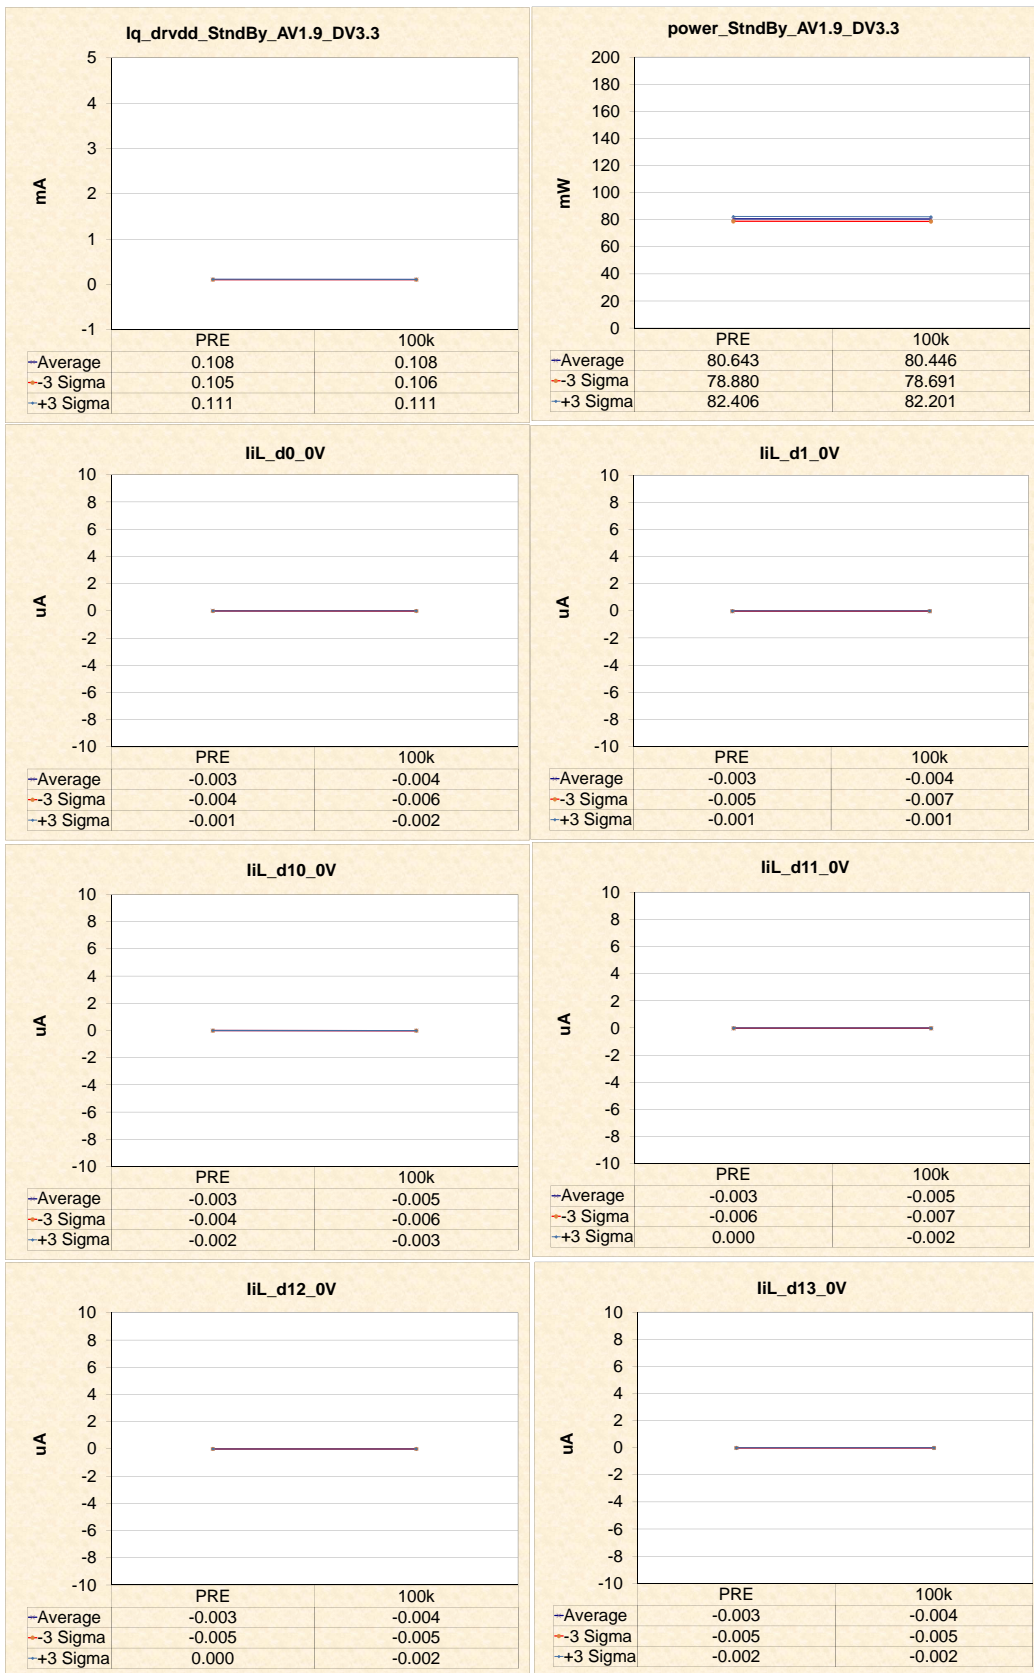 Iq_drvdd_StndBy_AV1.9_DV3.3
5
4
3
2
1
0
-1
mA
PRE 100k
Average 0.108 0.108
-3 Sigma 0.105 0.106
+3 Sigma 0.111 0.111
power_StndBy_AV1.9_DV3.3
200
180
160
140
120
100
80
60
40
20
0
mW
PRE 100k
Average 80.643 80.446
-3 Sigma 78.880 78.691
+3 Sigma 82.406 82.201
IiL_d0_0V
10
8
6
4
2
0
-2
-4
-6
-8
-10
uA
PRE 100k
Average -0.003 -0.004
-3 Sigma -0.004 -0.006
+3 Sigma -0.001 -0.002
IiL_d1_0V
10
8
6
4
2
0
-2
-4
-6
-8
-10
uA
PRE 100k
Average -0.003 -0.004
-3 Sigma -0.005 -0.007
+3 Sigma -0.001 -0.001
IiL_d10_0V
10
8
6
4
2
0
-2
-4
-6
-8
-10
uA
PRE 100k
Average -0.003 -0.005
-3 Sigma -0.004 -0.006
+3 Sigma -0.002 -0.003
IiL_d11_0V
10
8
6
4
2
0
-2
-4
-6
-8
-10
uA
PRE 100k
Average -0.003 -0.005
-3 Sigma -0.006 -0.007
+3 Sigma 0.000 -0.002
IiL_d12_0V
10
8
6
4
2
0
-2
-4
-6
-8
-10
uA
PRE 100k
Average -0.003 -0.004
-3 Sigma -0.005 -0.005
+3 Sigma 0.000 -0.002
IiL_d13_0V
10
8
6
4
2
0
-2
-4
-6
-8
-10
uA
PRE 100k
Average -0.003 -0.004
-3 Sigma -0.005 -0.005
+3 Sigma -0.002 -0.002